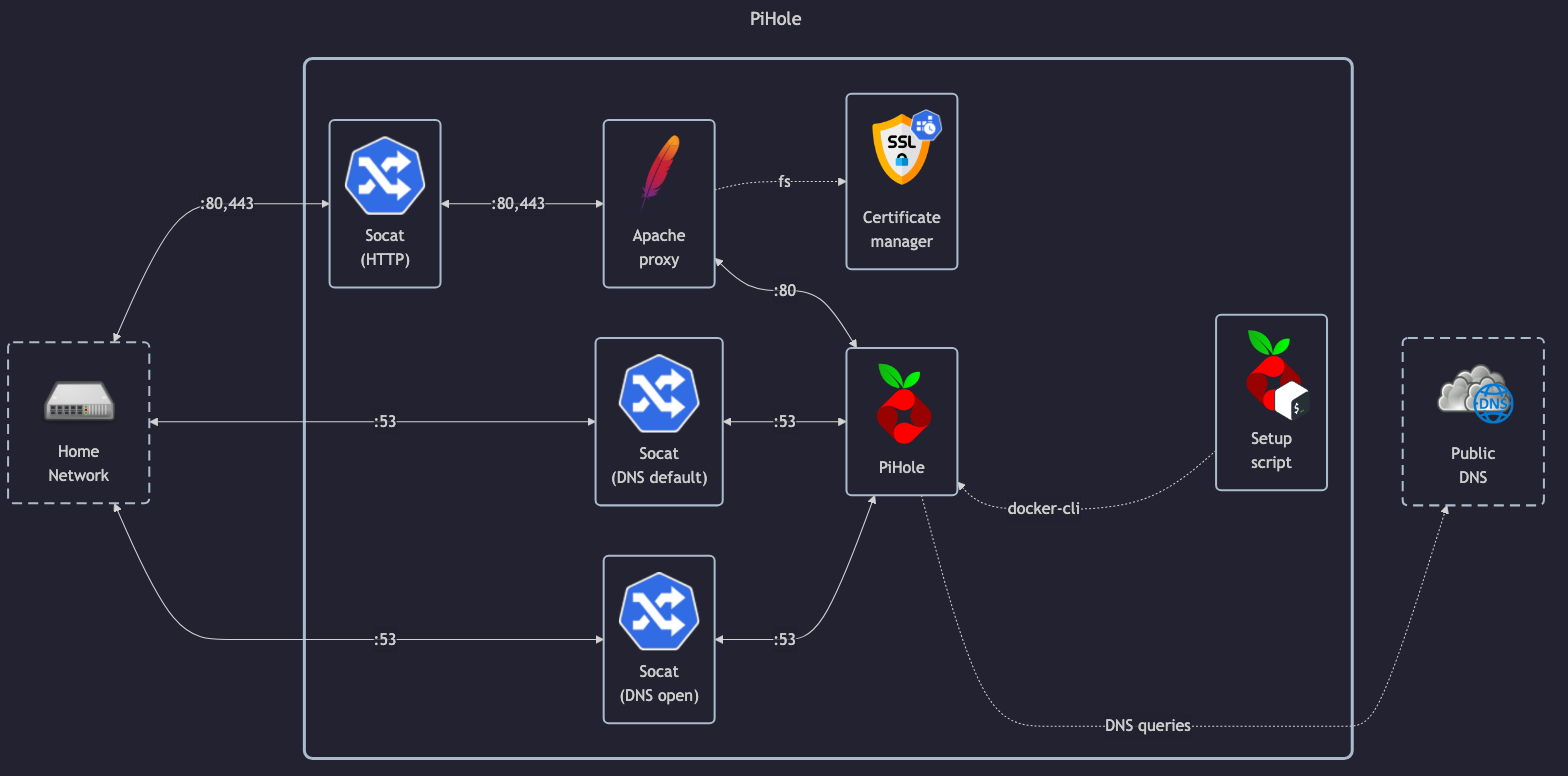 PiHole
SSL
:80,443
Socat
(HTTP)
:80,443
Apache
proxy
fs
Certificate
manager
:80
Home
Network
:53
Socat
(DNS default)
:53
PiHole
docker-cli
$_
Setup
script
DNS
Public
DNS
:53
Socat
(DNS open)
:53
DNS queries